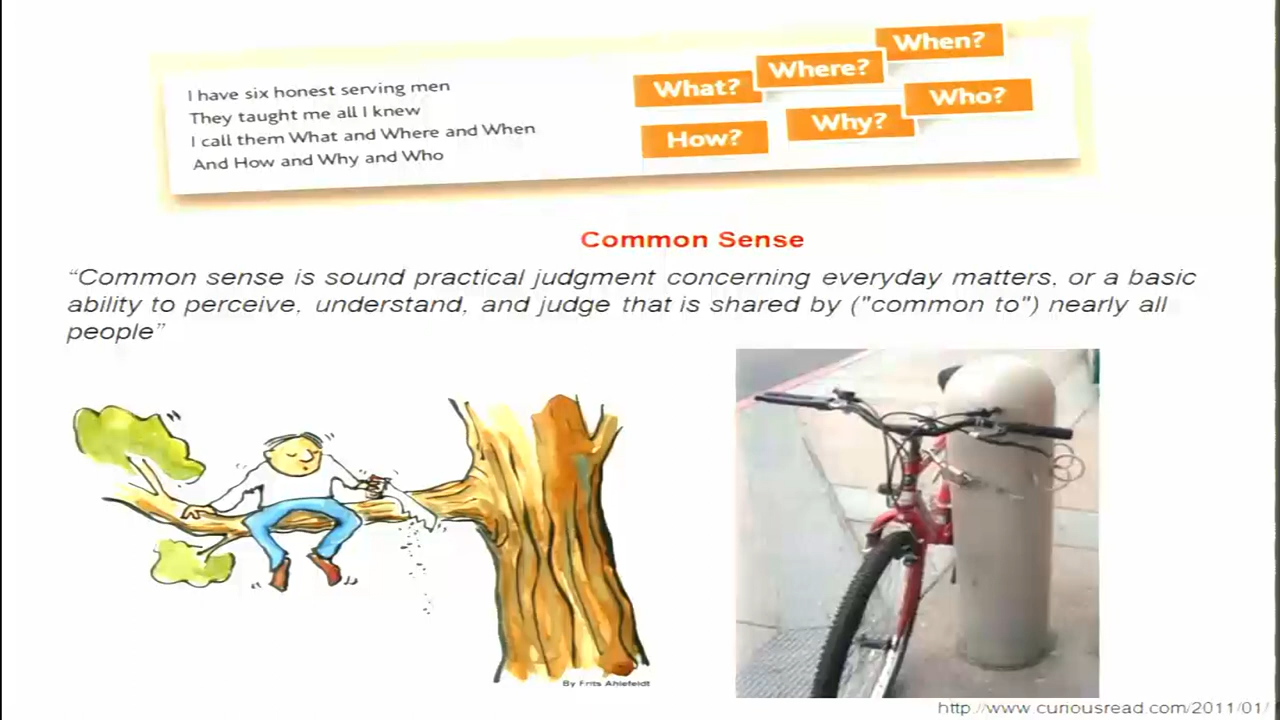 I have six honest serving men
They taught me all I knew
I call them What and Where and When
And How and Why and Who
What?
Where?
When?
How?
Why?
Who?
Common Sense
“Common sense is sound practical judgment concerning everyday matters, or a basic
ability to perceive, understand, and judge that is shared by ("common to") nearly all
people”
By Frits Ahlefeldt
http://www.curiousread.com/2011/01/